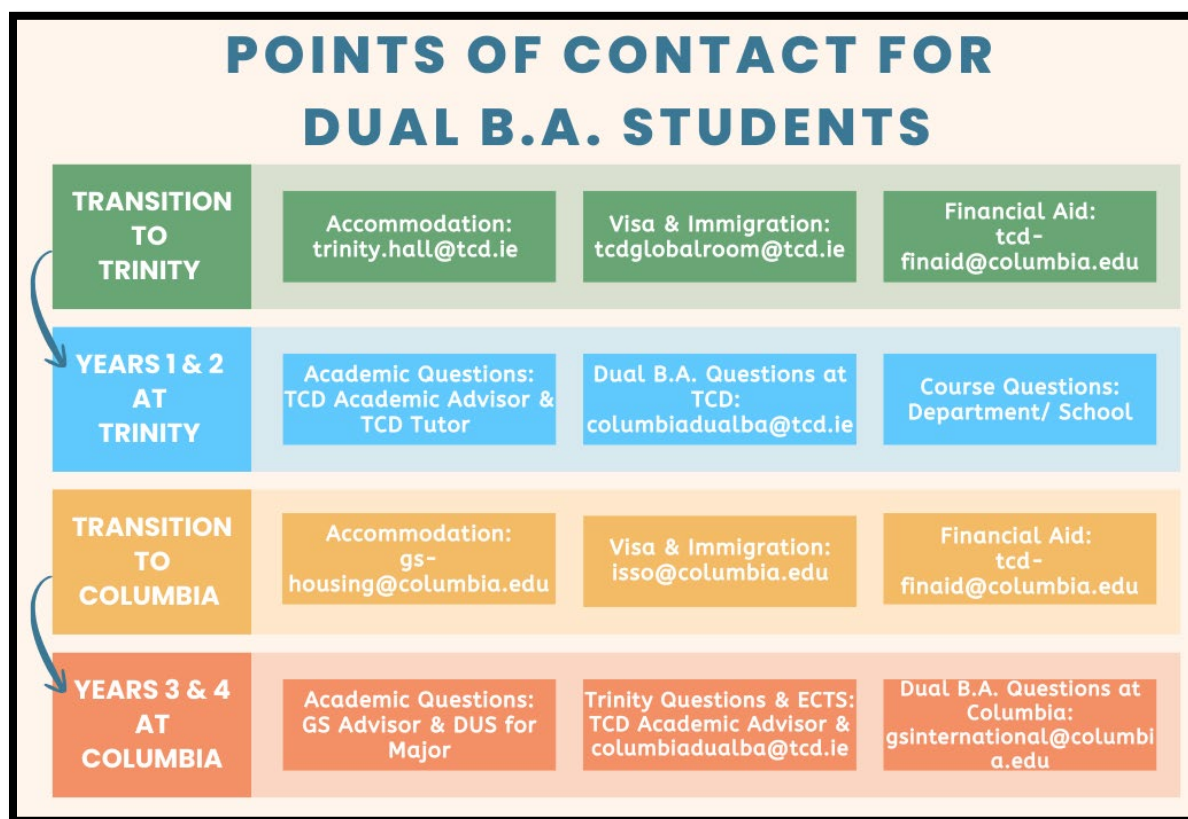 POINTS OF CONTACT FOR
DUAL B.A. STUDENTS
TRANSITION
TO
TRINITY
Accommodation:
trinity.hall@tcd.ie
Visa & Immigration:
tcdglobalroom@tcd.ie
Financial Aid:
tcd-
finaid@columbia.edu
YEARS 1 & 2
AT
TRINITY
Academic Questions:
TCD Academic Advisor &
TCD Tutor
Dual B.A. Questions at
TCD:
columbiadualba@tcd.ie
Course Questions:
Department/ School
TRANSITION
TO
COLUMBIA
Accommodation:
gs-
housing@columbia.edu
Visa & Immigration:
isso@columbia.edu
Financial Aid:
tcd-
finaid@columbia.edu
YEARS 3 & 4
AT
COLUMBIA
Academic Questions:
GS Advisor & DUS for
Major
Trinity Questions & ECTS:
TCD Academic Advisor &
columbiadualba@tcd.ie
Dual B.A. Questions at
Columbia:
gsinternational@columbi
a.edu